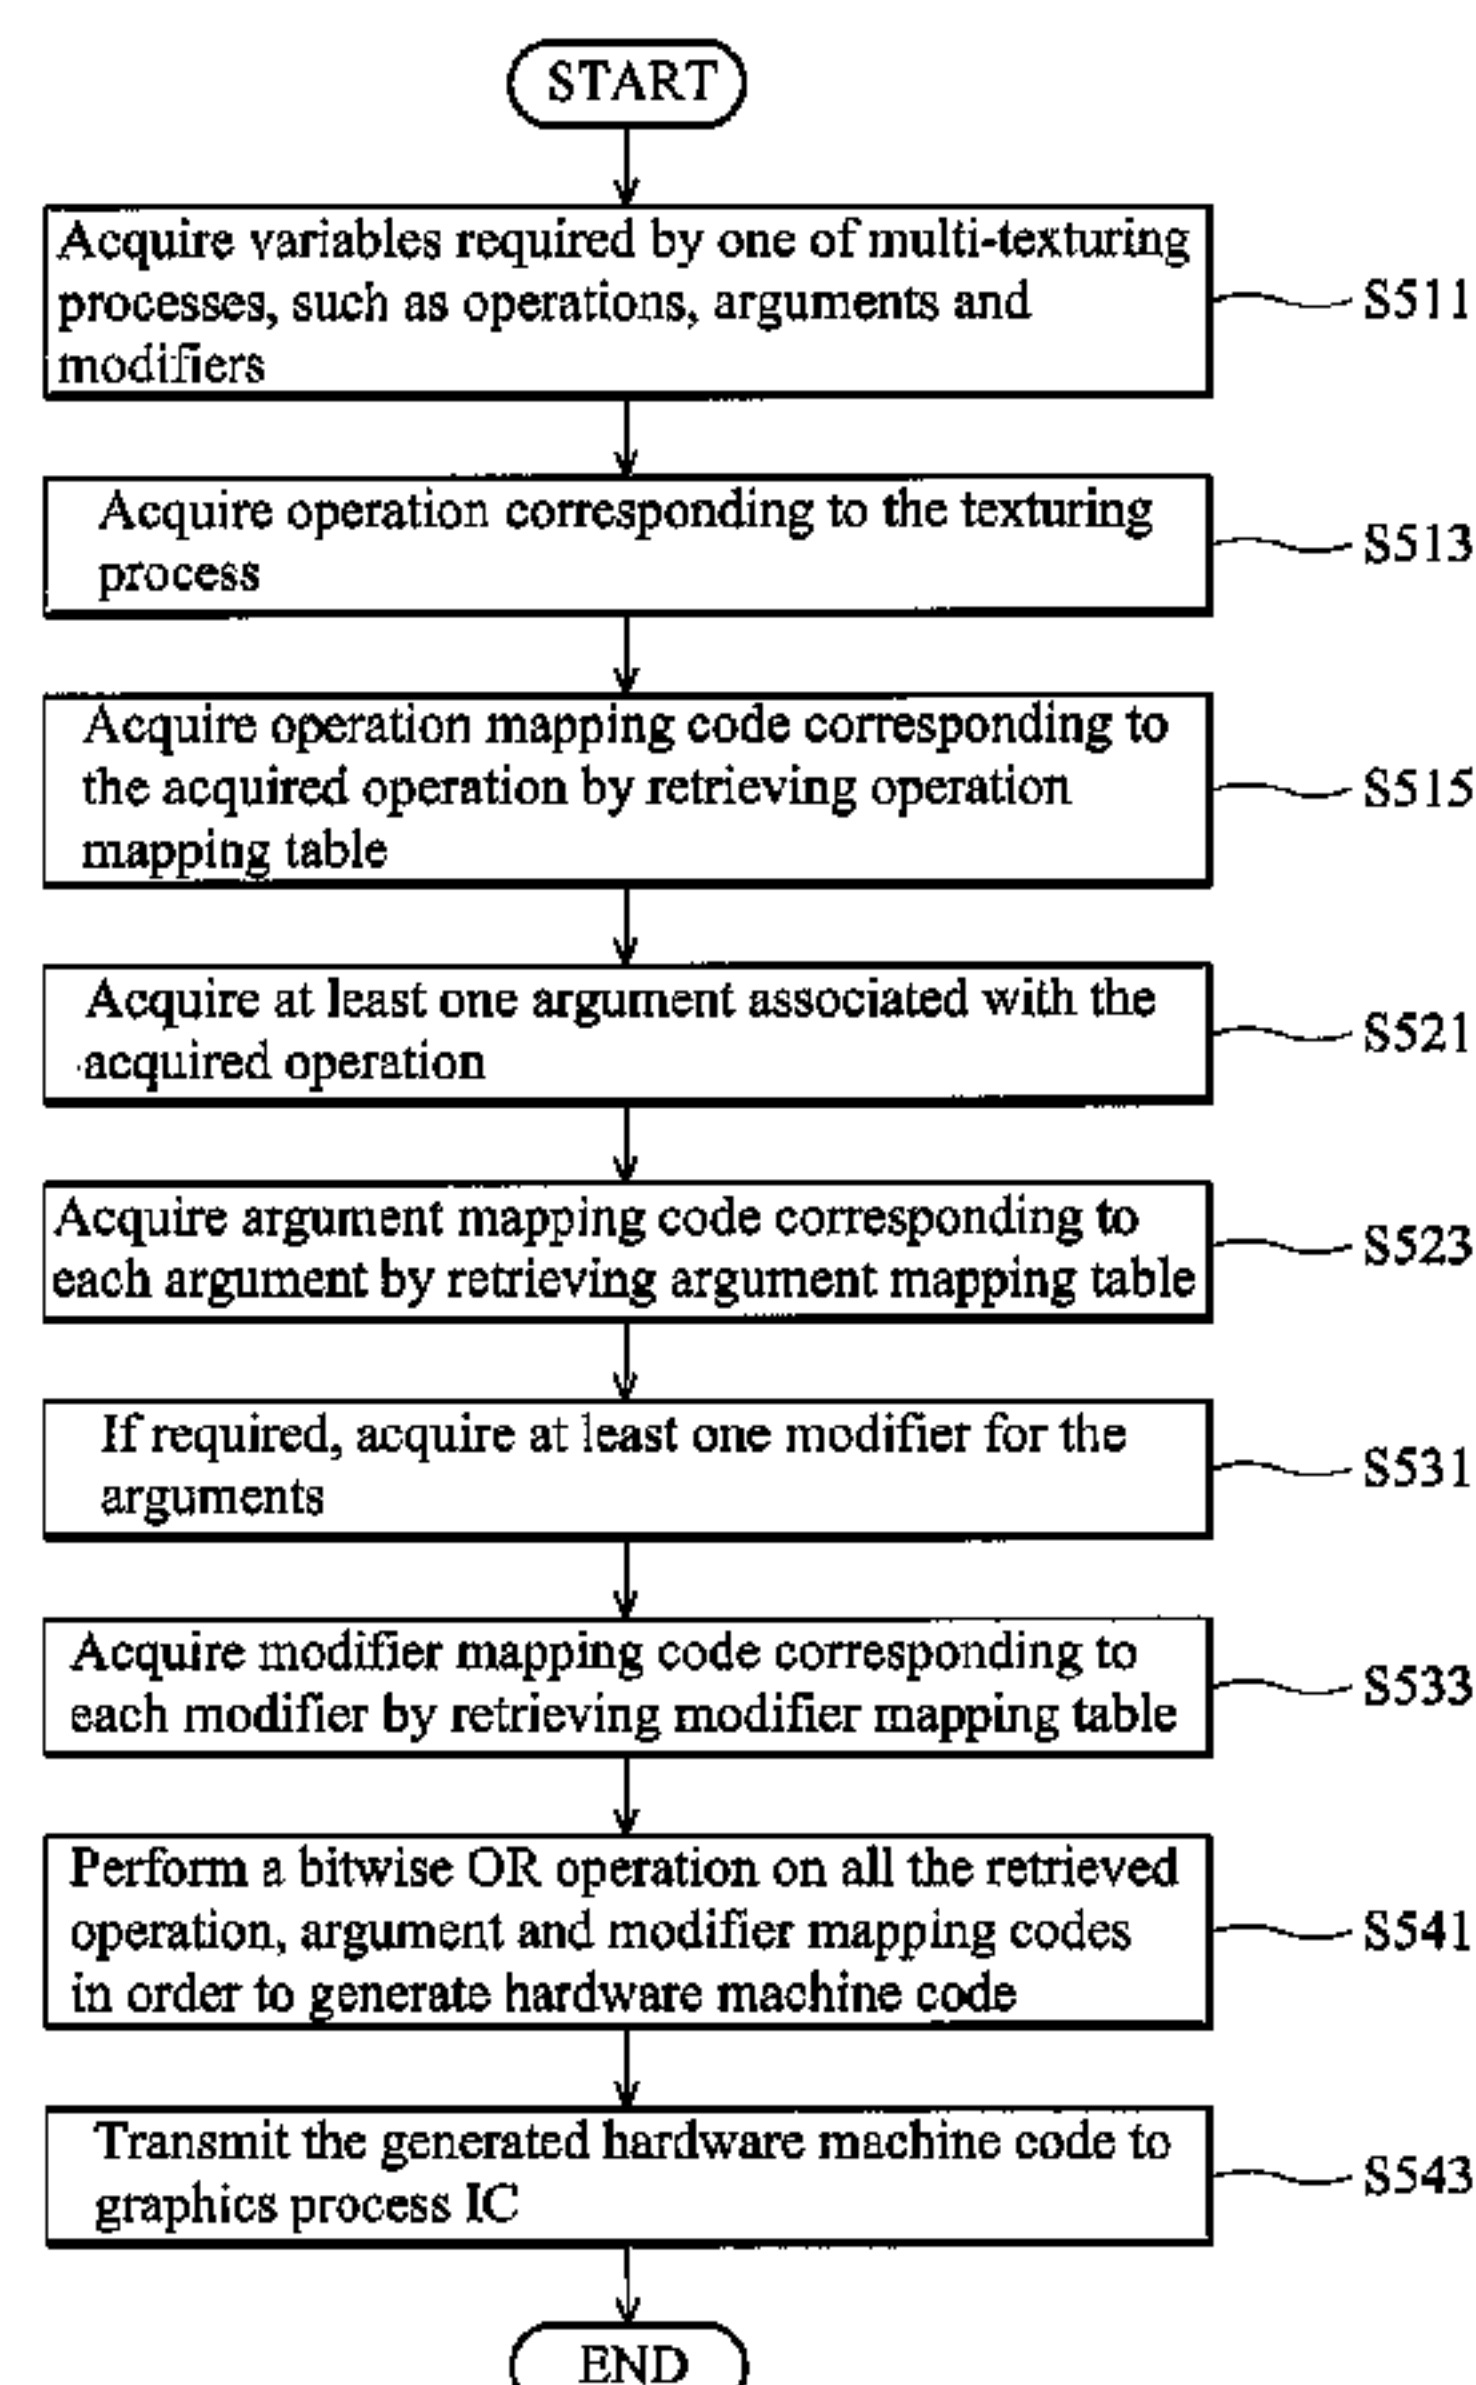 START
Acquire variables required by one of multi-texturing
processes, such as operations, arguments and
modifiers
S511
Acquire operation corresponding to the texturing
process
S513
Acquire operation mapping code corresponding to
the acquired operation by retrieving operation
mapping table
S515
Acquire at least one argument associated with the
acquired operation
S521
Acquire argument mapping code corresponding to
each argument by retrieving argument mapping table
S523
If required, acquire at least one modifier for the
arguments
S531
Acquire modifier mapping code corresponding to
each modifier by retrieving modifier mapping table
S533
Perform a bitwise OR operation on all the retrieved
operation, argument and modifier mapping codes
in order to generate hardware machine code
S541
Transmit the generated hardware machine code to
graphics process IC
S543
END